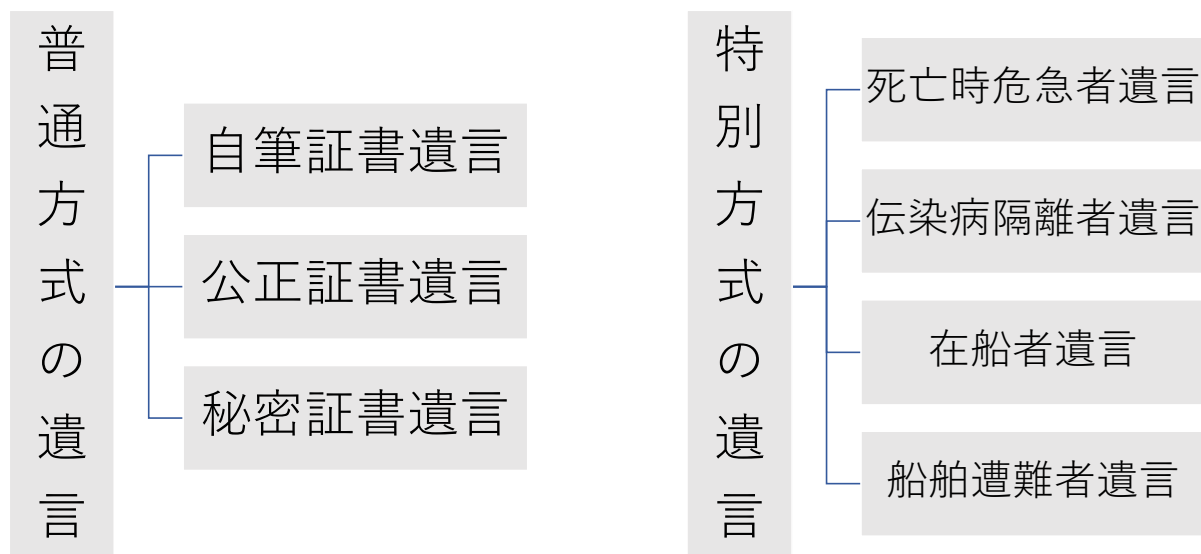 普通方式の遺言
自筆証書遺言
公正証書遺言
秘密証書遺言
特別方式の遺言
死亡時危急者遺言
伝染病隔離者遺言
在船者遺言
船舶遭難者遺言